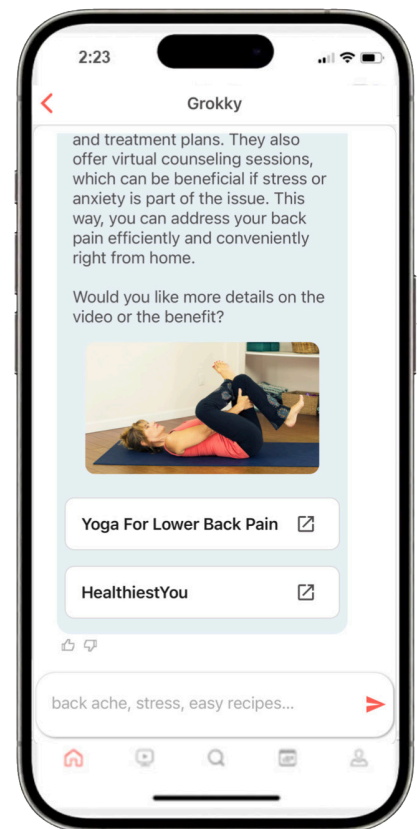 2:23
Grokky
and treatment plans. They also
offer virtual counseling sessions,
which can be beneficial if stress or
anxiety is part of the issue. This
way, you can address your back
pain efficiently and conveniently
right from home.
Would you like more details on the
video or the benefit?
Yoga For Lower Back Pain
HealthiestYou
back ache, stress, easy recipes...